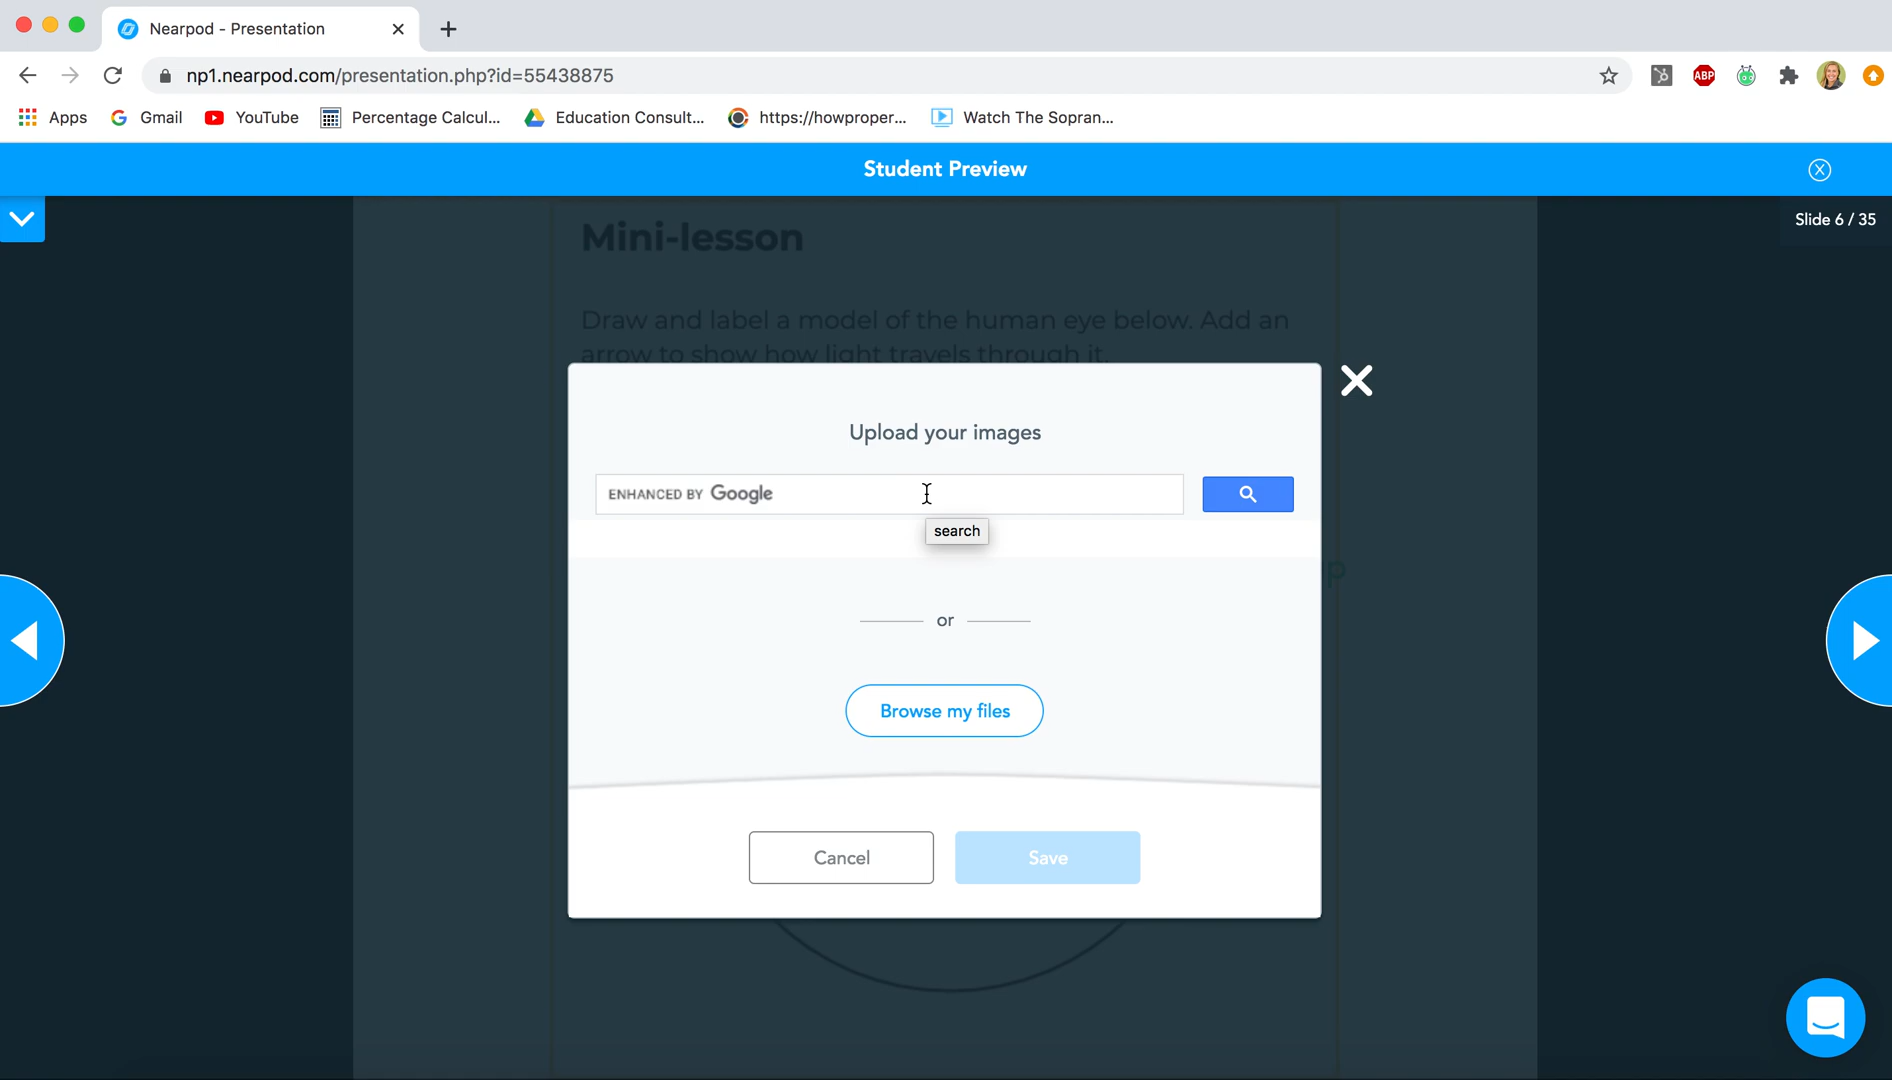 Nearpod - Presentation
np1.nearpod.com/presentation.php?id=55438875
ABP
Apps Gmail YouTube Percentage Calcul... Education Consult... https://howproper... Watch The Sopran...
Student Preview
Slide 6 / 35
Mini-lesson
Draw and label a model of the human eye below. Add an
arrow to show how light travels through it.
Upload your images
ENHANCED BY Google
search
p
or
Browse my files
Cancel Save